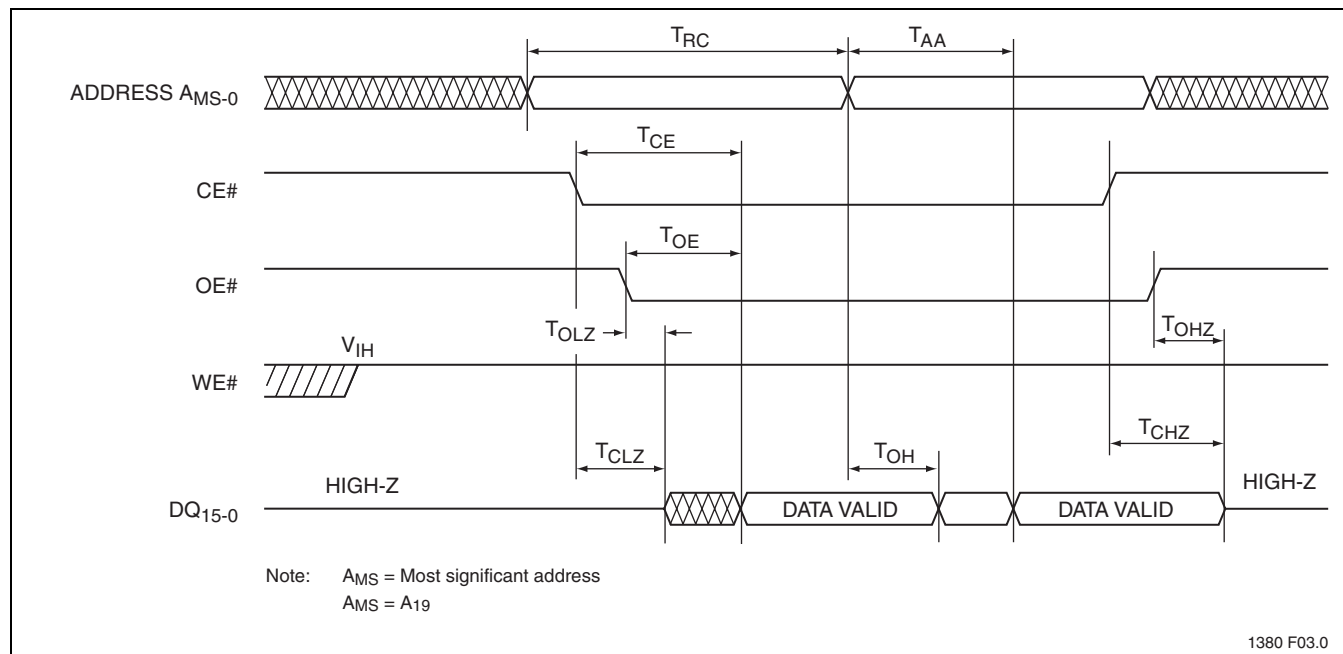 TRC
TAA
ADDRESS AMS-0
TCE
CE#
TOE
OE#
TOLZ
TOHZ
VIH
WE#
TCHZ
TCLZ
TOH
HIGH-Z
HIGH-Z
DQ15-0
DATA VALID
DATA VALID
Note: AMS = Most significant address
AMS = A19
1380 F03.0